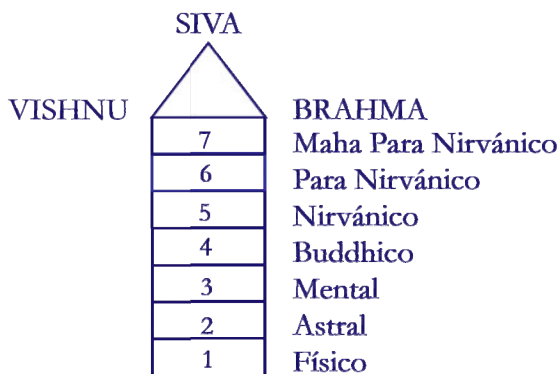 SIVA
VISHNU BRAHMA
7 Maha Para Nirvánico
6 Para Nirvánico
5 Nirvánico
4 Buddhico
3 Mental
2 Astral
1 Físico